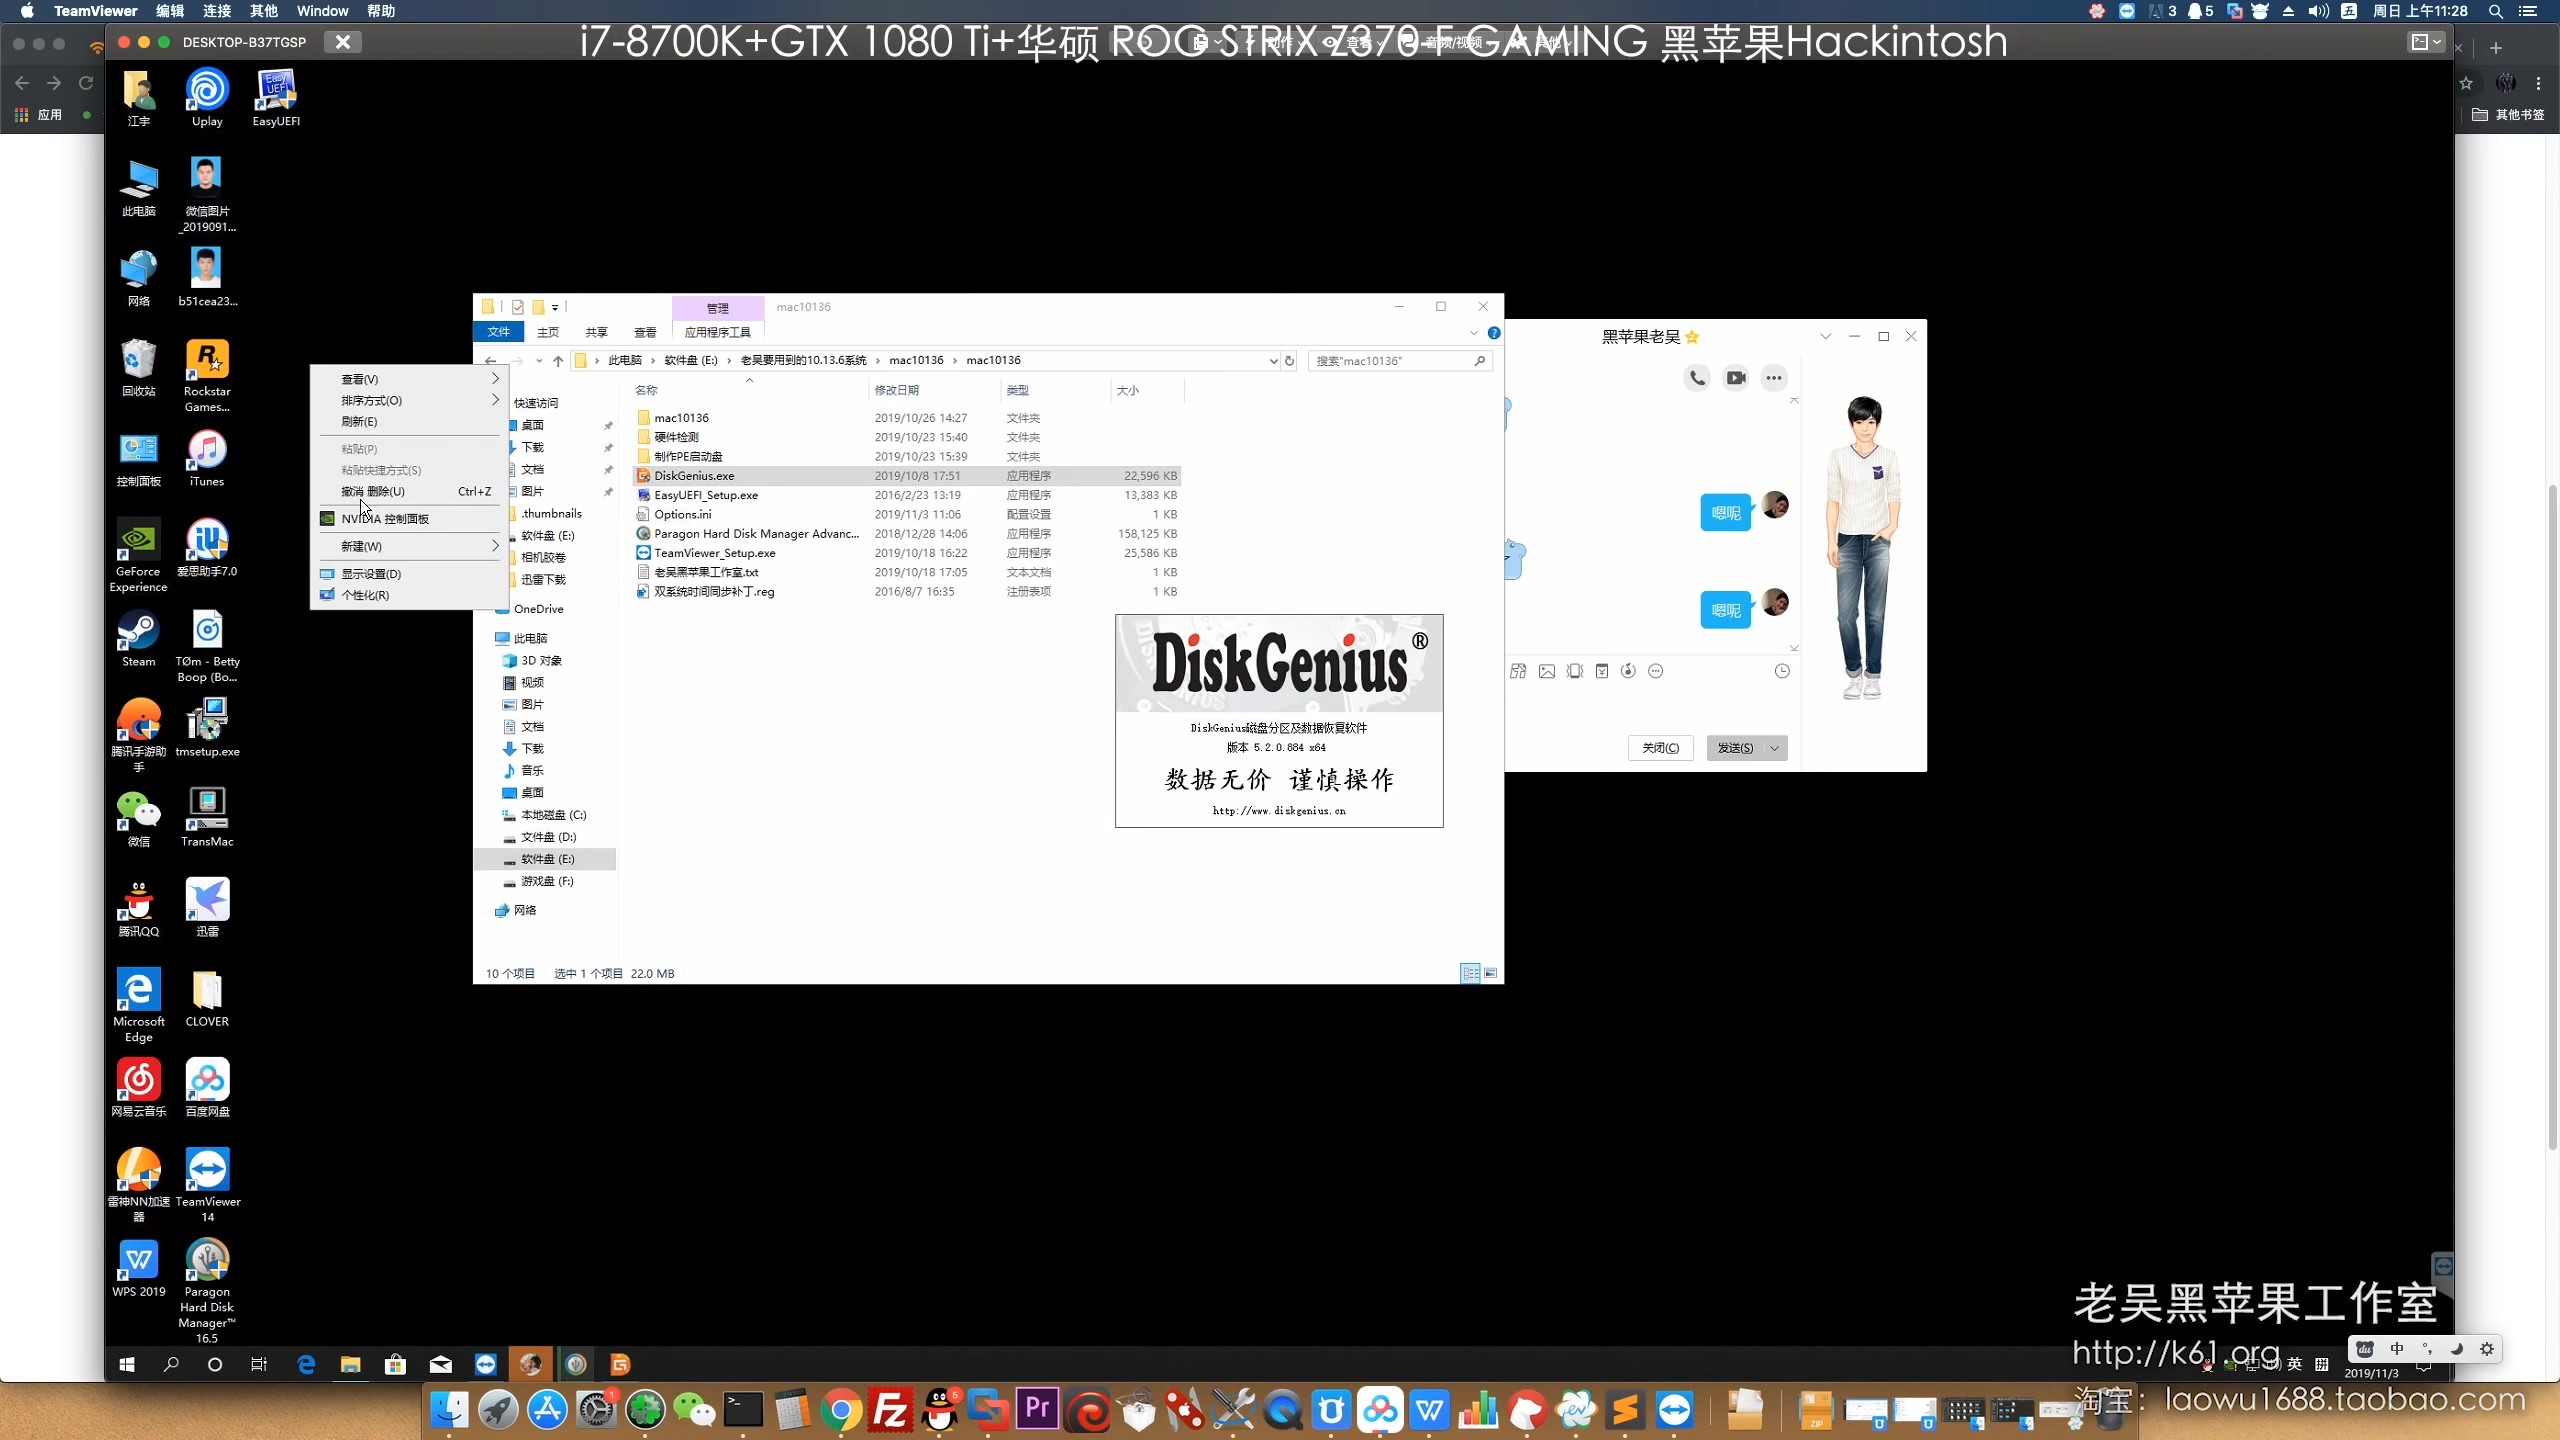 TeamViewer 编辑 连接 其他 Window 帮助
3 5 五 周日 上午11:28
DESKTOP-B37TGSP
i7-8700K+GTX 1080 Ti+华硕 ROG STRIX Z370-F GAMING 黑苹果Hackintosh
应用
其他书签
江宇
Uplay
EasyUEFI
此电脑
微信图片
_2019091...
网络
b51cea23...
回收站
Rockstar
Games...
控制面板
iTunes
GeForce
Experience
爱思助手7.0
Steam
TØm - Betty
Boop (Bo...
腾讯手游助
手
tmsetup.exe
微信
TransMac
腾讯QQ
迅雷
Microsoft
Edge
CLOVER
网易云音乐
百度网盘
雷神NN加速
器
TeamViewer
14
WPS 2019
Paragon
Hard Disk
Manager™
16.5
查看(V)
排序方式(O)
刷新(E)
粘贴(P)
粘贴快捷方式(S)
撤消 删除(U) Ctrl+Z
NVIDIA 控制面板
新建(W)
显示设置(D)
个性化(R)
管理 mac10136
文件 主页 共享 查看 应用程序工具
此电脑 › 软件盘 (E:) › 老吴要用到的10.13.6系统 › mac10136 › mac10136
搜索"mac10136"
名称 修改日期 类型 大小
快速访问
桌面
下载
文档
图片
.thumbnails
软件盘 (E:)
相机胶卷
迅雷下载
OneDrive
此电脑
3D 对象
视频
图片
文档
下载
音乐
桌面
本地磁盘 (C:)
文件盘 (D:)
软件盘 (E:)
游戏盘 (F:)
网络
mac10136 2019/10/26 14:27 文件夹
硬件检测 2019/10/23 15:40 文件夹
制作PE启动盘 2019/10/23 15:39 文件夹
DiskGenius.exe 2019/10/8 17:51 应用程序 22,596 KB
EasyUEFI_Setup.exe 2016/2/23 13:19 应用程序 13,383 KB
Options.ini 2019/11/3 11:06 配置设置 1 KB
Paragon Hard Disk Manager Advanc... 2018/12/28 14:06 应用程序 158,125 KB
TeamViewer_Setup.exe 2019/10/18 16:22 应用程序 25,586 KB
老吴黑苹果工作室.txt 2019/10/18 17:05 文本文档 1 KB
双系统时间同步补丁.reg 2016/8/7 16:35 注册表项 1 KB
10 个项目 选中 1 个项目 22.0 MB
DiskGenius®
DiskGenius磁盘分区及数据恢复软件
版本 5.2.0.884 x64
数据无价 谨慎操作
http://www.diskgenius.cn
黑苹果老吴
嗯呢
嗯呢
关闭(C) 发送(S)
老吴黑苹果工作室
http://k61.org
中
英
2019/11/3
淘宝：laowu1688.taobao.com